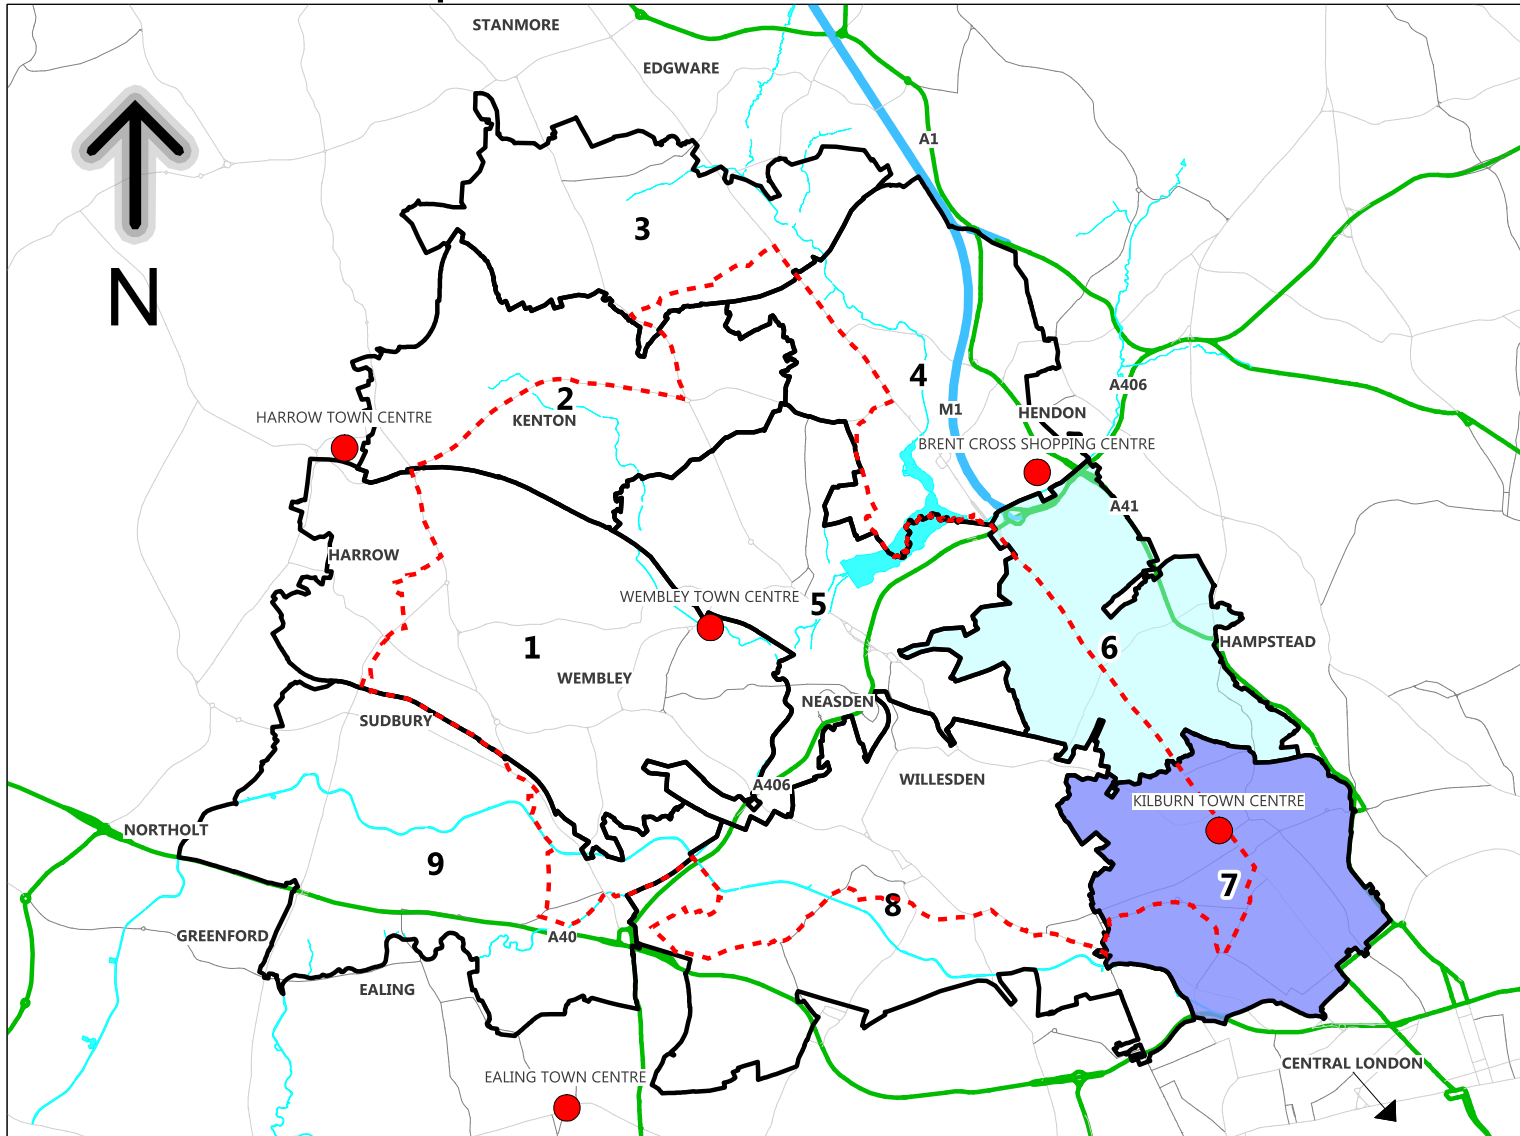 STANMORE
EDGWARE
A1
N
3
4
A406
2
KENTON
HARROW TOWN CENTRE
M1
HENDON
BRENT CROSS SHOPPING CENTRE
A41
HARROW
WEMBLEY TOWN CENTRE
5
1
6
HAMPSTEAD
WEMBLEY
NEASDEN
SUDBURY
A406
WILLESDEN
KILBURN TOWN CENTRE
NORTHOLT
9
7
8
GREENFORD
A40
EALING
CENTRAL LONDON
EALING TOWN CENTRE